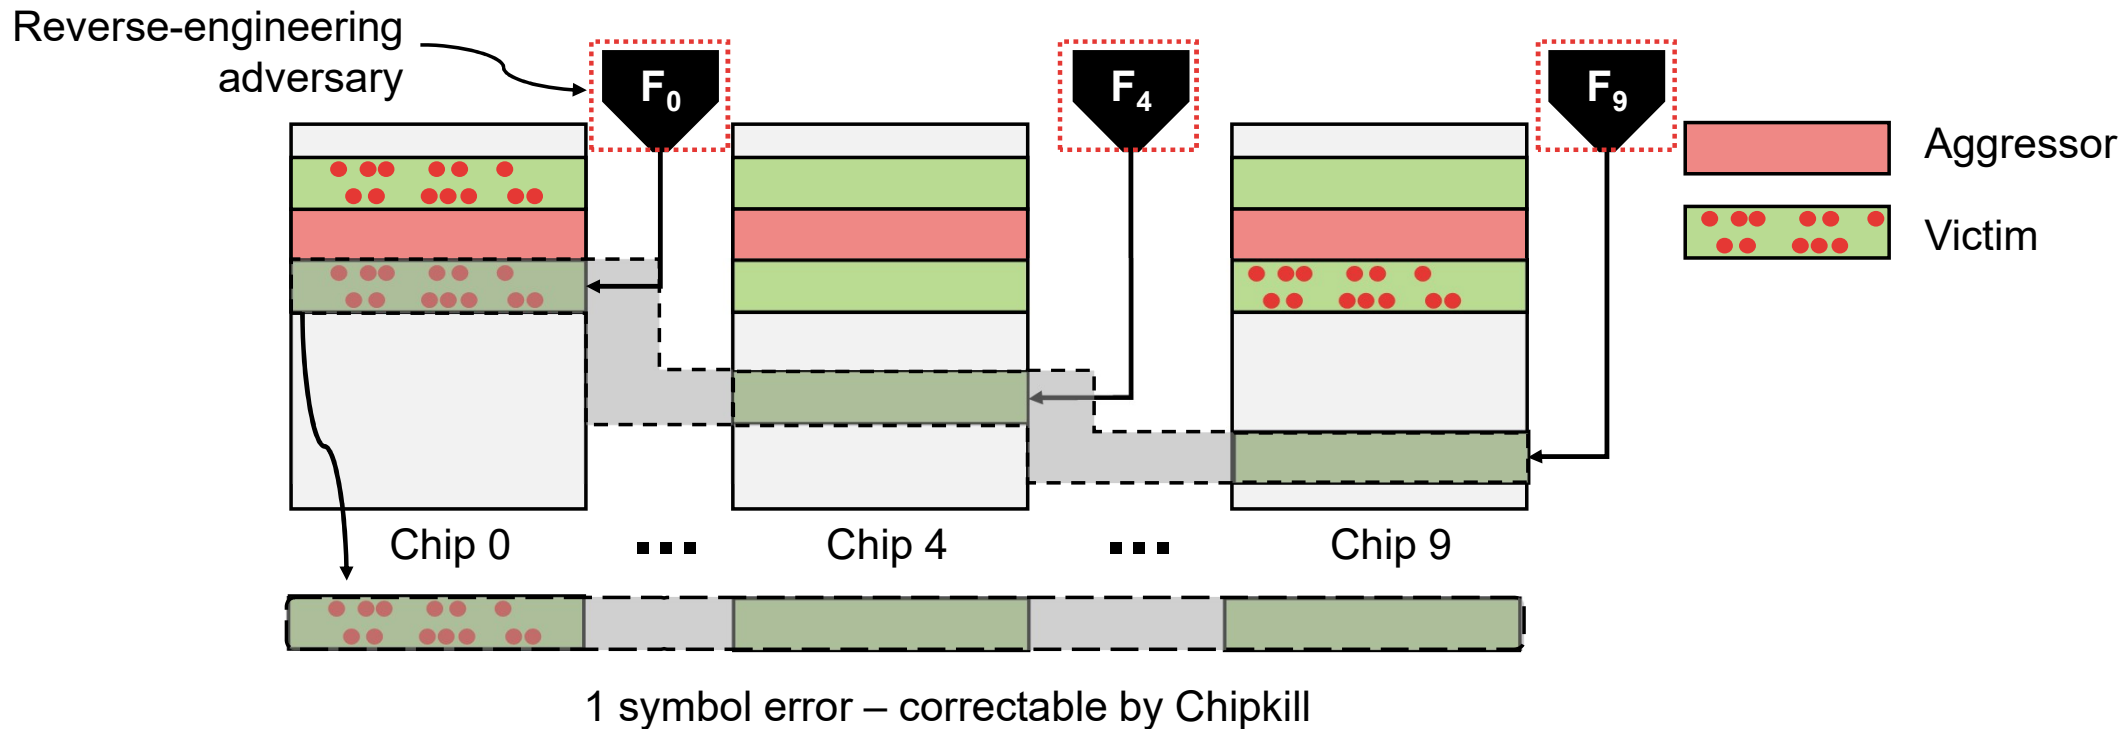 Reverse-engineering
adversary
F0
F4
F9
Aggressor
Victim
Chip 0
...
Chip 4
...
Chip 9
1 symbol error – correctable by Chipkill